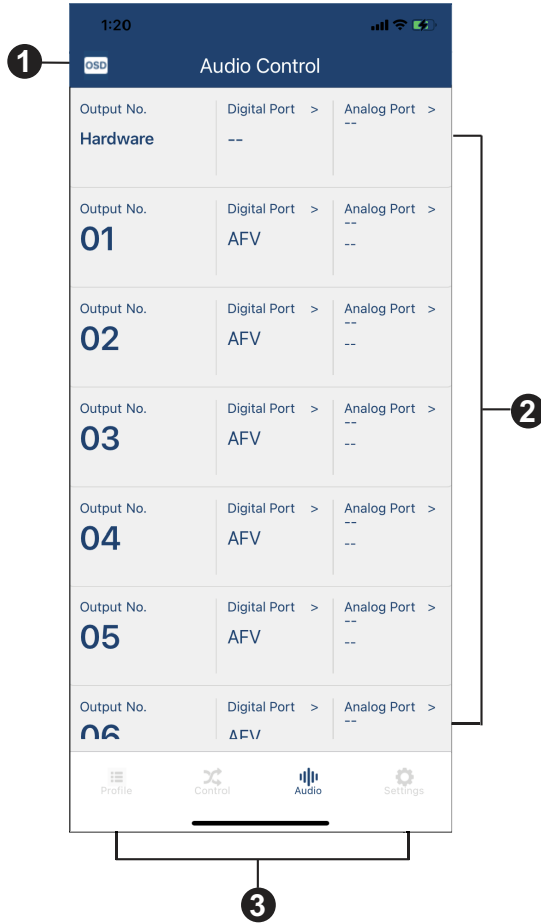 1:20
1
OSD
Audio Control
Output No. Digital Port > Analog Port >
--
Hardware --
Output No. Digital Port > Analog Port >
--
01 AFV --
Output No. Digital Port > Analog Port >
--
02 AFV --
Output No. Digital Port > Analog Port >
--
03 AFV --
2
Output No. Digital Port > Analog Port >
--
04 AFV --
Output No. Digital Port > Analog Port >
--
05 AFV --
Output No. Digital Port > Analog Port >
--
06 AFV
Profile Control Audio Settings
3